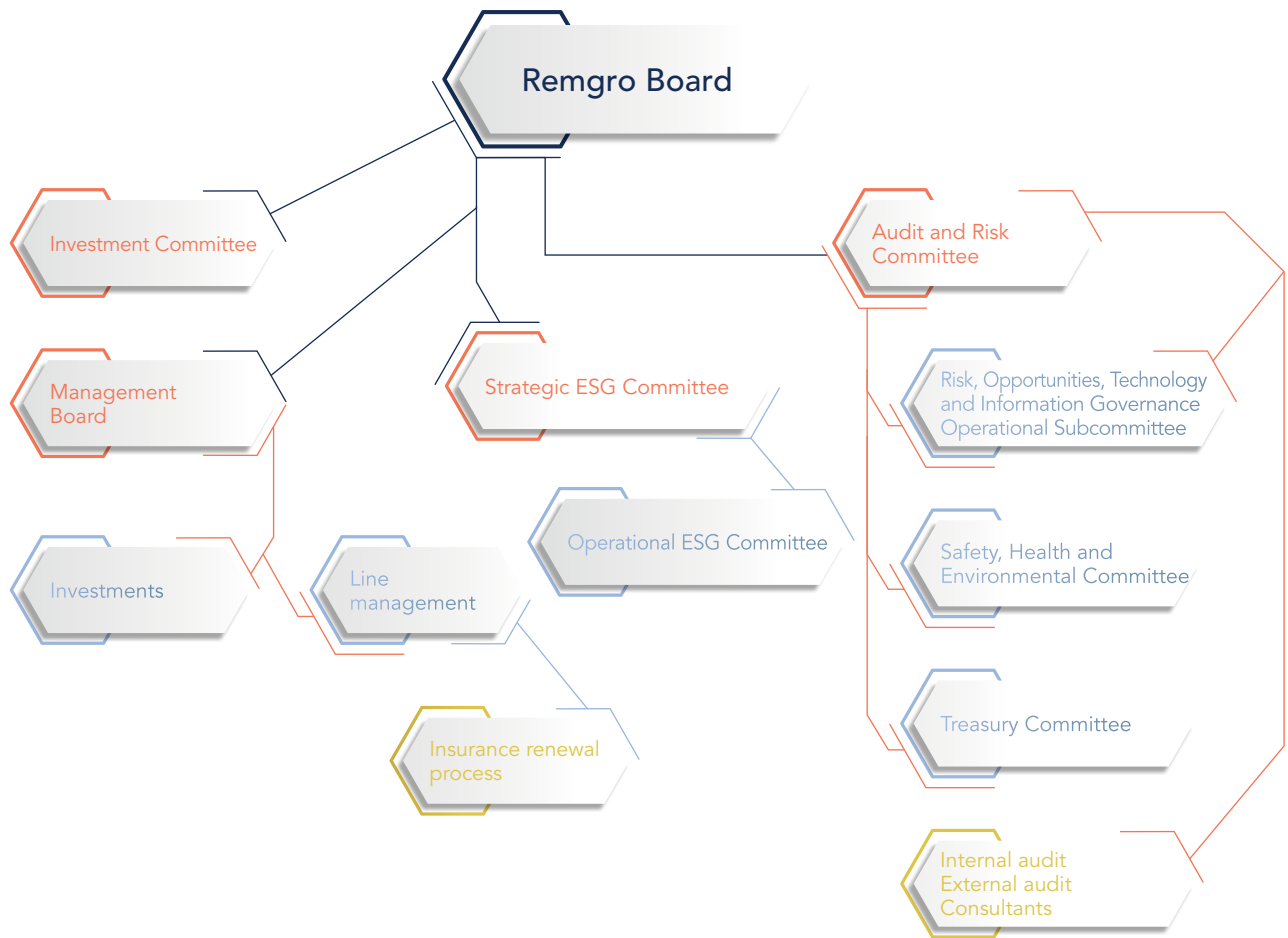 Remgro Board
Investment Committee
Audit and Risk
Committee
Management
Board
Strategic ESG Committee
Risk, Opportunities, Technology
and Information Governance
Operational Subcommittee
Investments
Line
management
Operational ESG Committee
Safety, Health and
Environmental Committee
Insurance renewal
process
Treasury Committee
Internal audit
External audit
Consultants